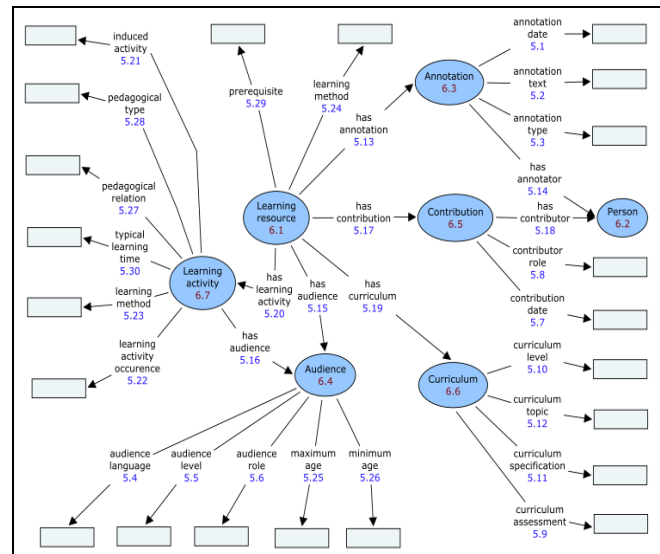 induced
activity
5.21
pedagogical
type
5.28
pedagogical
relation
5.27
typical
learning
time
5.30
learning
method
5.23
learning
activity
occurence
5.22
prerequisite
5.29
learning
method
5.24
has
annotation
5.13
Annotation
6.3
annotation
date
5.1
annotation
text
5.2
annotation
type
5.3
has
annotator
5.14
Learning
resource
6.1
has
contribution
5.17
Contribution
6.5
has
contributor
5.18
Person
6.2
contributor
role
5.8
contribution
date
5.7
Learning
activity
6.7
has
learning
activity
5.20
has
audience
5.15
has
curriculum
5.19
has
audience
5.16
Audience
6.4
Curriculum
6.6
curriculum
level
5.10
curriculum
topic
5.12
curriculum
specification
5.11
curriculum
assessment
5.9
audience
language
5.4
audience
level
5.5
audience
role
5.6
maximum
age
5.25
minimum
age
5.26